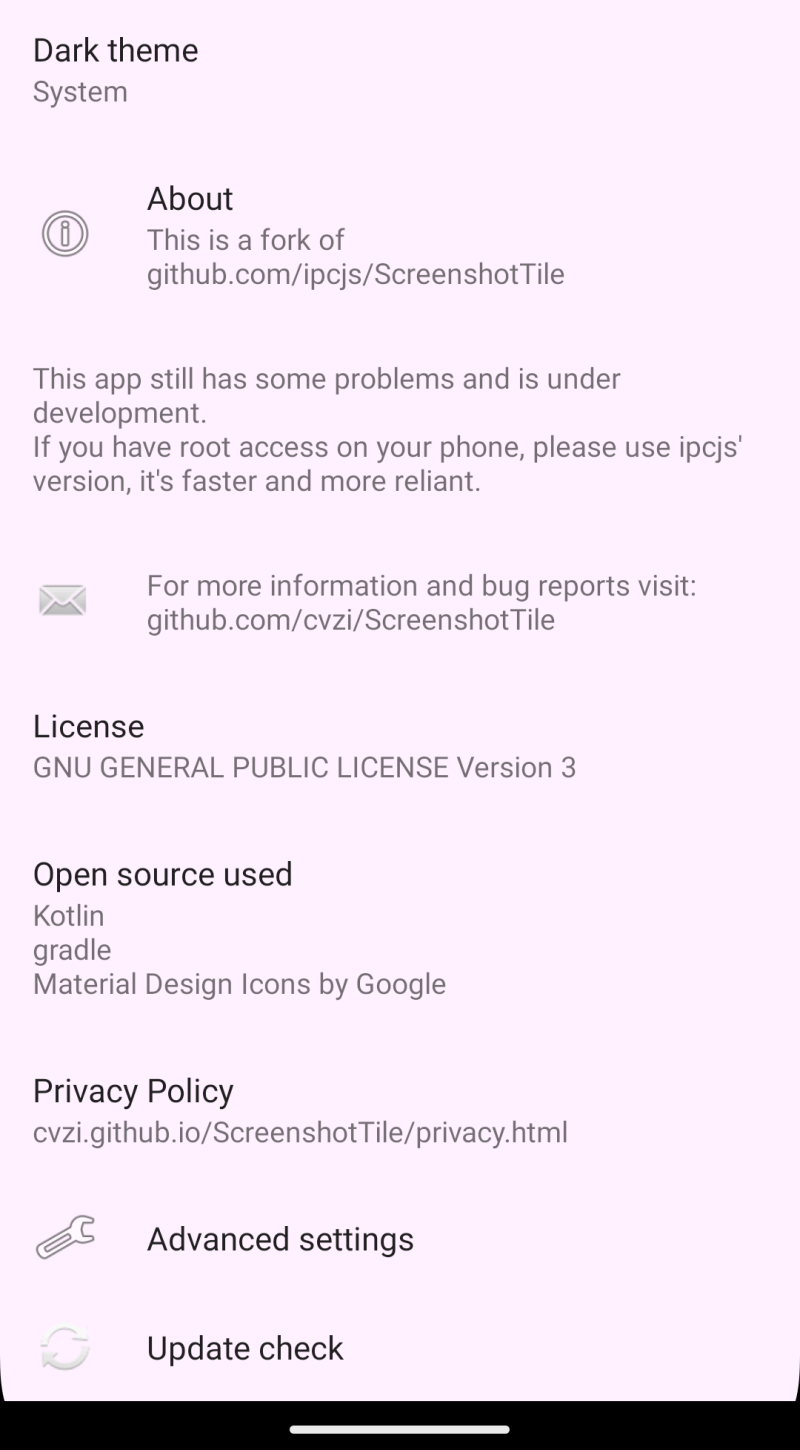 Dark theme
System
About
This is a fork of
github.com/ipcjs/ScreenshotTile
This app still has some problems and is under
development.
If you have root access on your phone, please use ipcjs'
version, it's faster and more reliant.
For more information and bug reports visit:
github.com/cvzi/ScreenshotTile
License
GNU GENERAL PUBLIC LICENSE Version 3
Open source used
Kotlin
gradle
Material Design Icons by Google
Privacy Policy
cvzi.github.io/ScreenshotTile/privacy.html
Advanced settings
Update check